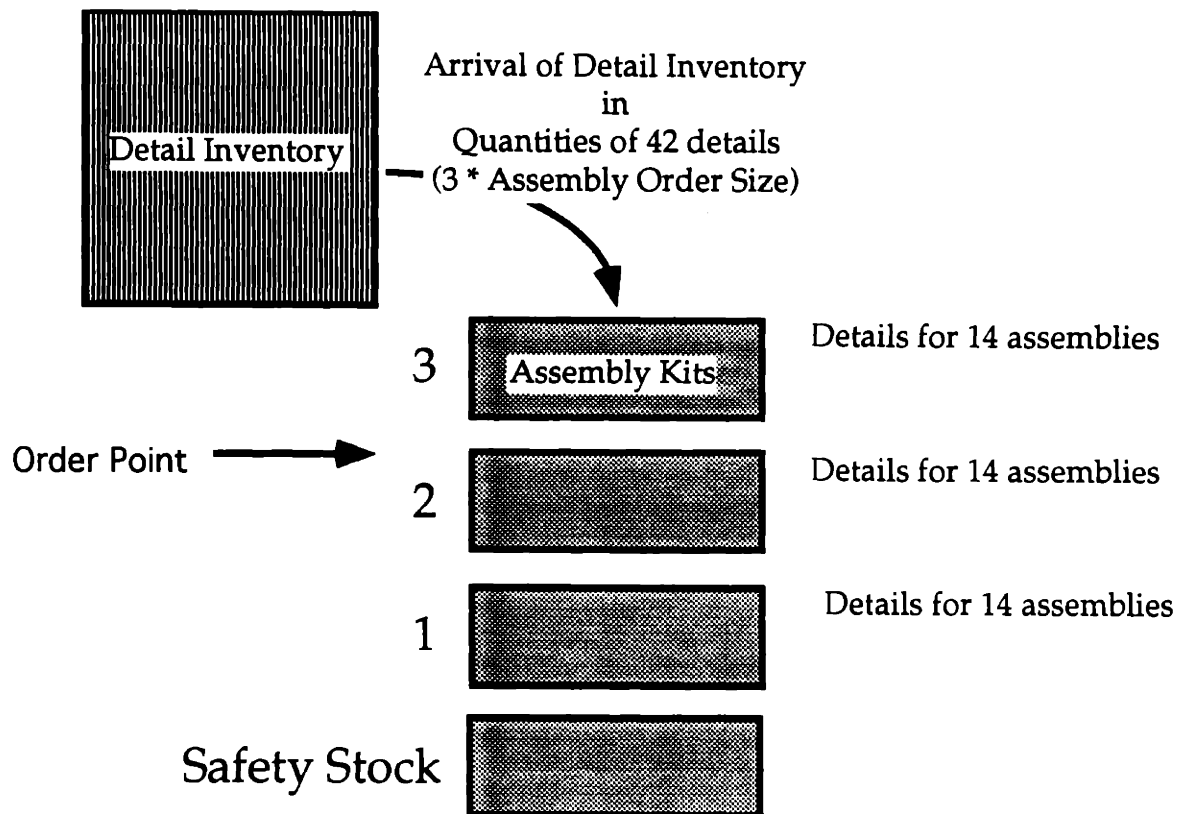 Arrival of Detail Inventory
in
Quantities of 42 details
(3 * Assembly Order Size)
Detail Inventory
3
Assembly Kits
Details for 14 assemblies
Order Point
2
Details for 14 assemblies
1
Details for 14 assemblies
Safety Stock